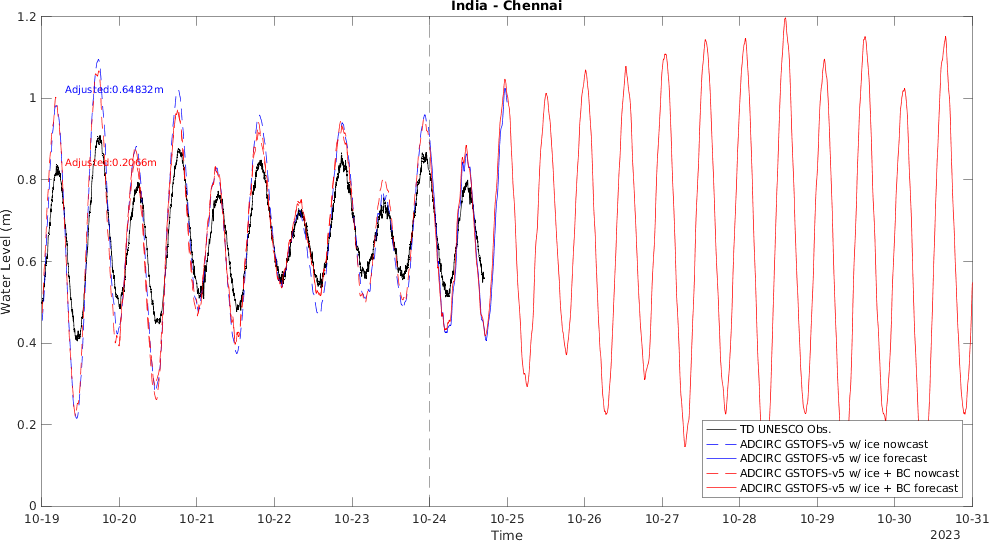 India - Chennai
Water Level (m)
1.2
1
0.8
0.6
0.4
0.2
0
Adjusted:0.64832m
Adjusted:0.2066m
TD UNESCO Obs.
ADCIRC GSTOFS-v5 w/ ice nowcast
ADCIRC GSTOFS-v5 w/ ice forecast
ADCIRC GSTOFS-v5 w/ ice + BC nowcast
ADCIRC GSTOFS-v5 w/ ice + BC forecast
10-19 10-20 10-21 10-22 10-23 10-24 10-25 10-26 10-27 10-28 10-29 10-30 10-31
Time
2023